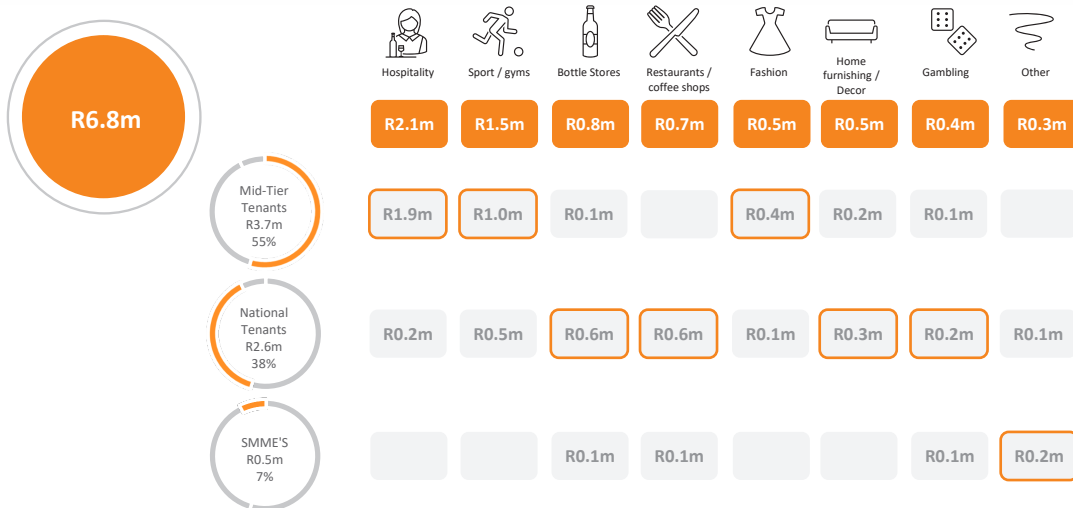 Hospitality
Sport / gyms
Bottle Stores
Restaurants /
coffee shops
Fashion
Home
furnishing /
Decor
Gambling
Other
R6.8m
R2.1m
R1.5m
R0.8m
R0.7m
R0.5m
R0.5m
R0.4m
R0.3m
Mid-Tier
Tenants
R3.7m
55%
R1.9m
R1.0m
R0.1m
R0.4m
R0.2m
R0.1m
National
Tenants
R2.6m
38%
R0.2m
R0.5m
R0.6m
R0.6m
R0.1m
R0.3m
R0.2m
R0.1m
SMME'S
R0.5m
7%
R0.1m
R0.1m
R0.1m
R0.2m